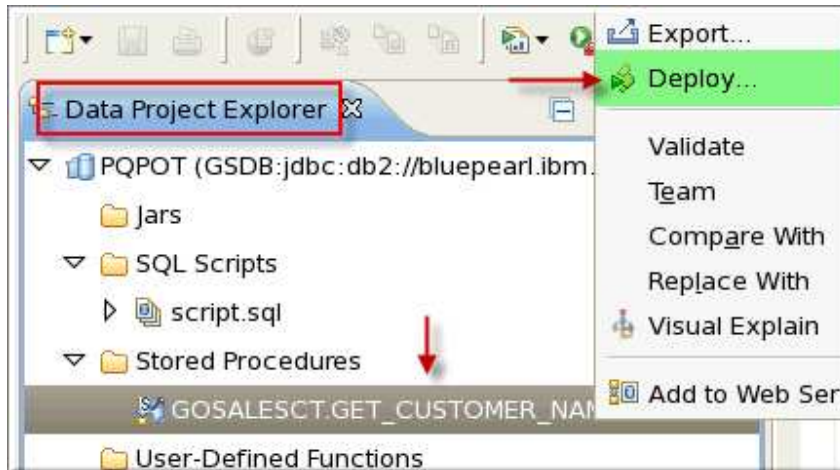 Data Project Explorer
PQPOT (GSDB:jdbc:db2://bluepearl.ibm.
Jars
SQL Scripts
script.sql
Stored Procedures
GOSALESCT.GET_CUSTOMER_NAM
User-Defined Functions
Export...
Deploy...
Validate
Team
Compare With
Replace With
Visual Explain
Add to Web Ser